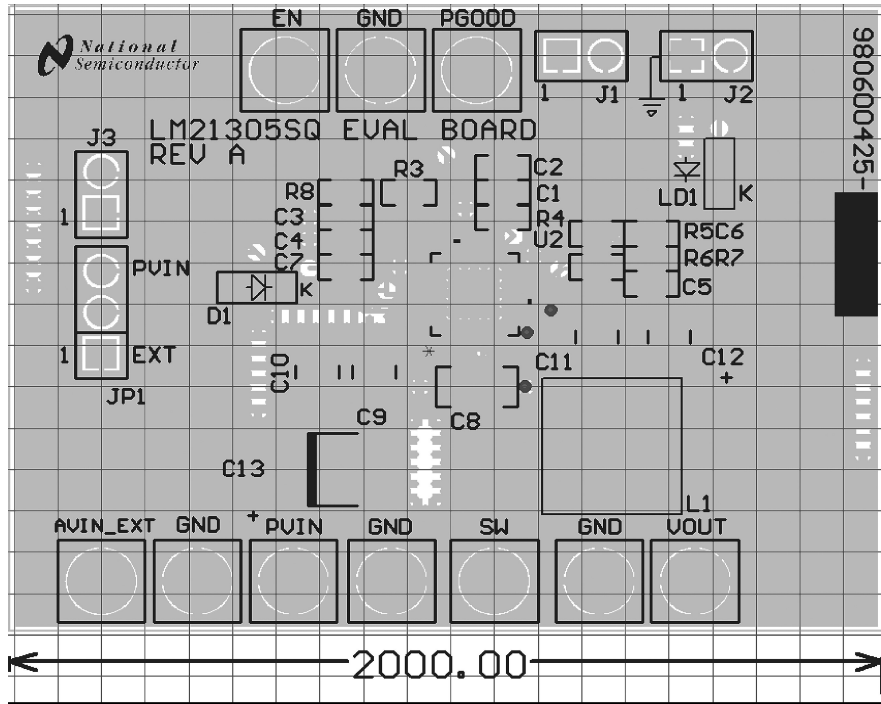 EN GND PGOOD
National
Semiconductor
1 J1 1 J2
980600425-
LM21305SQ EVAL BOARD
REV A
J3
1
R8
C3
C4
C7
R3
C2
C1
R4
U2
LD1 K
R5C6
R6R7
C5
PVIN
D1 K
1 EXT
JP1
C10
*
C11
C12
+
C9
C8
C13
+
L1
AVIN_EXT GND PVIN GND SW GND VOUT
2000.00